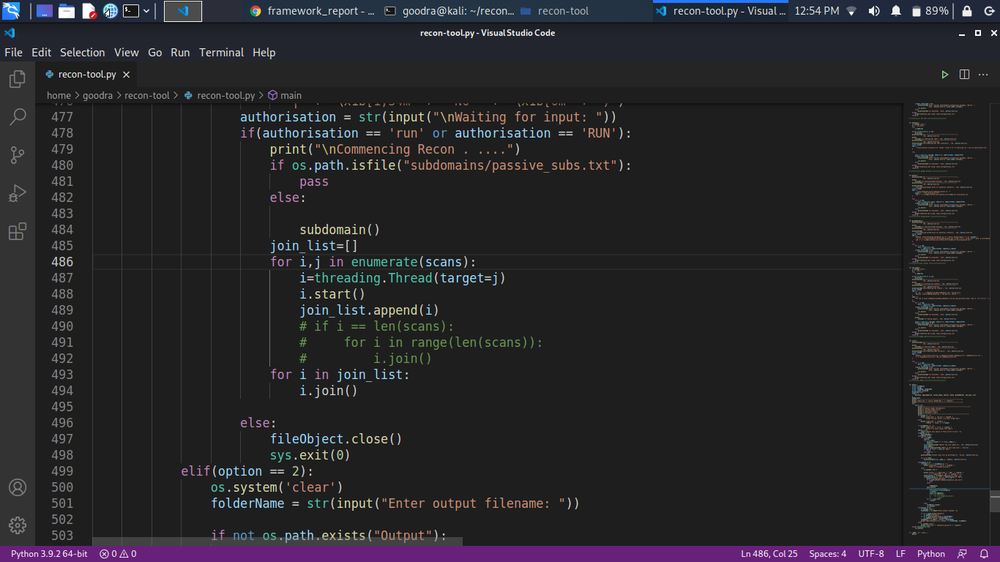 framework_report - ...
goodra@kali: ~/recon...
recon-tool
recon-tool.py - Visual ...
12:54 PM
89%
recon-tool.py - Visual Studio Code
File Edit Selection View Go Run Terminal Help
recon-tool.py
home > goodra > recon-tool > recon-tool.py > main
477 authorisation = str(input("\nWaiting for input: "))
478 if(authorisation == 'run' or authorisation == 'RUN'):
479 print("\nCommencing Recon . ....")
480 if os.path.isfile("subdomains/passive_subs.txt"):
481 pass
482 else:
483
484 subdomain()
485 join_list=[]
486 for i,j in enumerate(scans):
487 i=threading.Thread(target=j)
488 i.start()
489 join_list.append(i)
490 # if i == len(scans):
491 #     for i in range(len(scans)):
492 #         i.join()
493 for i in join_list:
494 i.join()
495
496 else:
497 fileObject.close()
498 sys.exit(0)
499 elif(option == 2):
500 os.system('clear')
501 folderName = str(input("Enter output filename: "))
502
503 if not os.path.exists("Output"):
Python 3.9.2 64-bit
0
0
Ln 486, Col 25
Spaces: 4
UTF-8
LF
Python